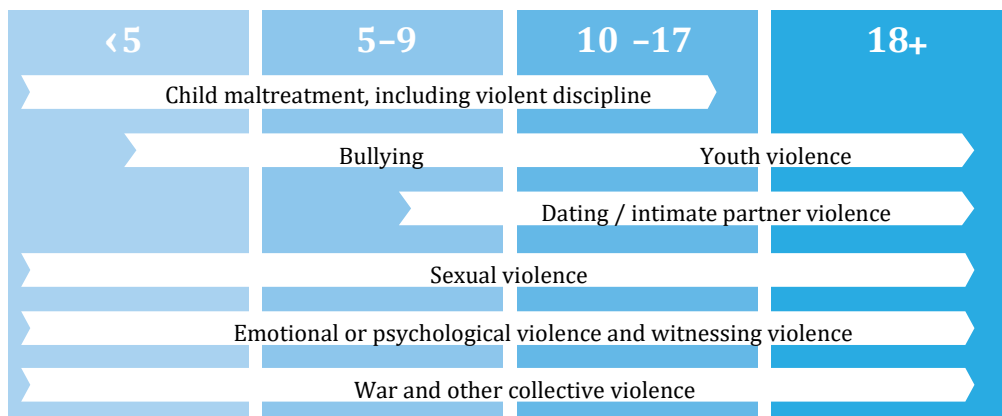 <5 5–9 10 –17 18+
Child maltreatment, including violent discipline
Bullying Youth violence
Dating / intimate partner violence
Sexual violence
Emotional or psychological violence and witnessing violence
War and other collective violence